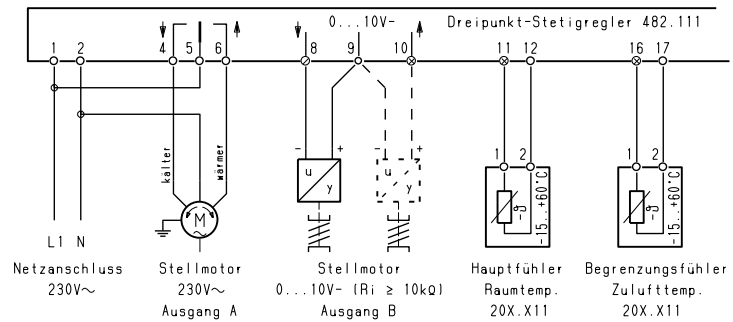 0...10V- Dreipunkt-Stetigregler 482.111
1 2 4 5 6 8 9 10 11 12 16 17
- + - +
kälter wärmer
u y u y
1 2 1 2
M
-ϑ -15...+60°C -ϑ -15...+60°C
L1 N
Netzanschluss Stellmotor Stellmotor Hauptfühler Begrenzungsfühler
230V~ 230V~ 0...10V- (Ri ≥ 10kΩ) Raumtemp. Zulufttemp.
Ausgang A Ausgang B 20X.X11 20X.X11